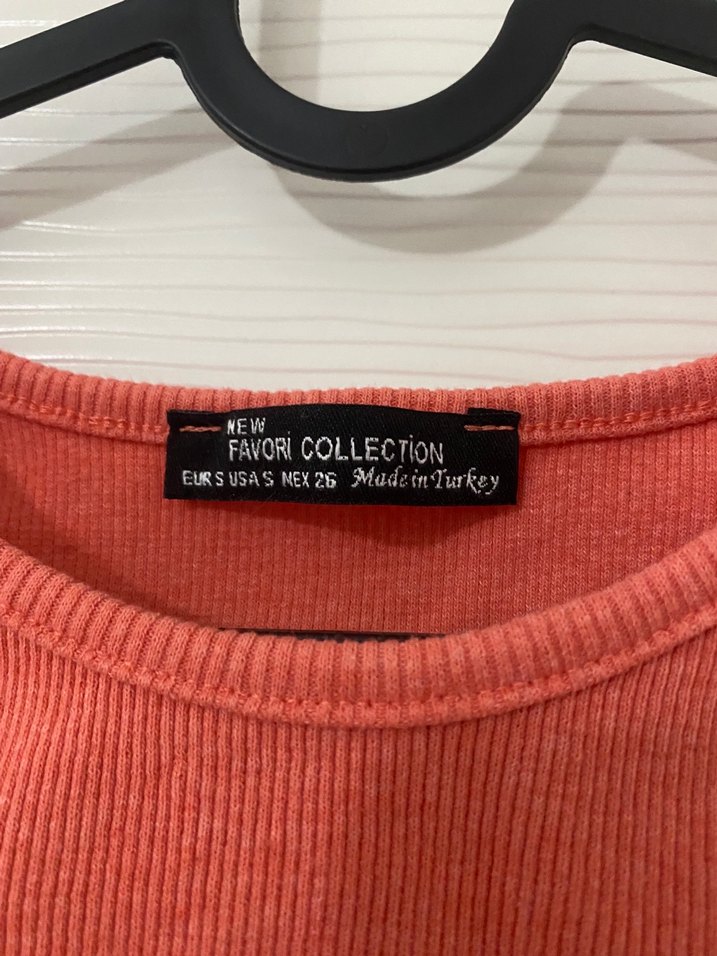 NEW
FAVORİ COLLECTİON
EUR S USA S MEX 26 Made in Turkey